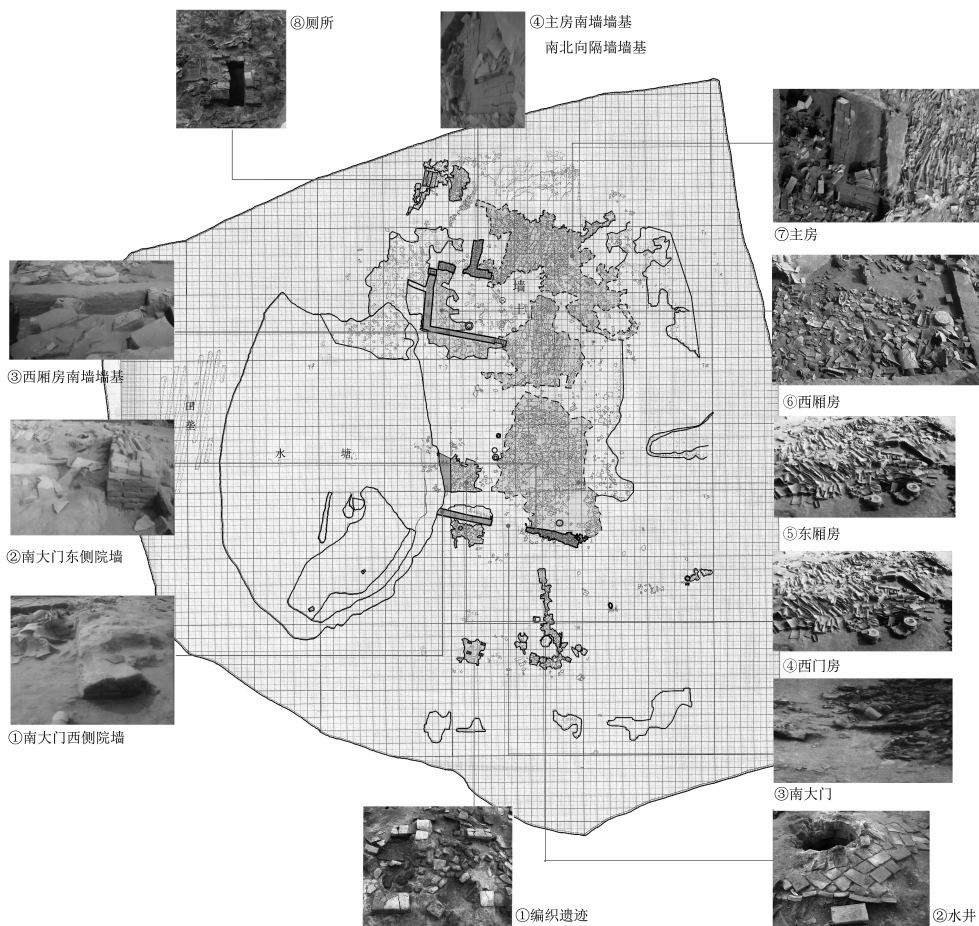 ⑧厕所
④主房南墙墙基
南北向隔墙墙基
⑦主房
墙
③西厢房南墙墙基
⑥西厢房
田垄
水塘
②南大门东侧院墙
⑤东厢房
④西门房
①南大门西侧院墙
③南大门
①编织遗迹
②水井